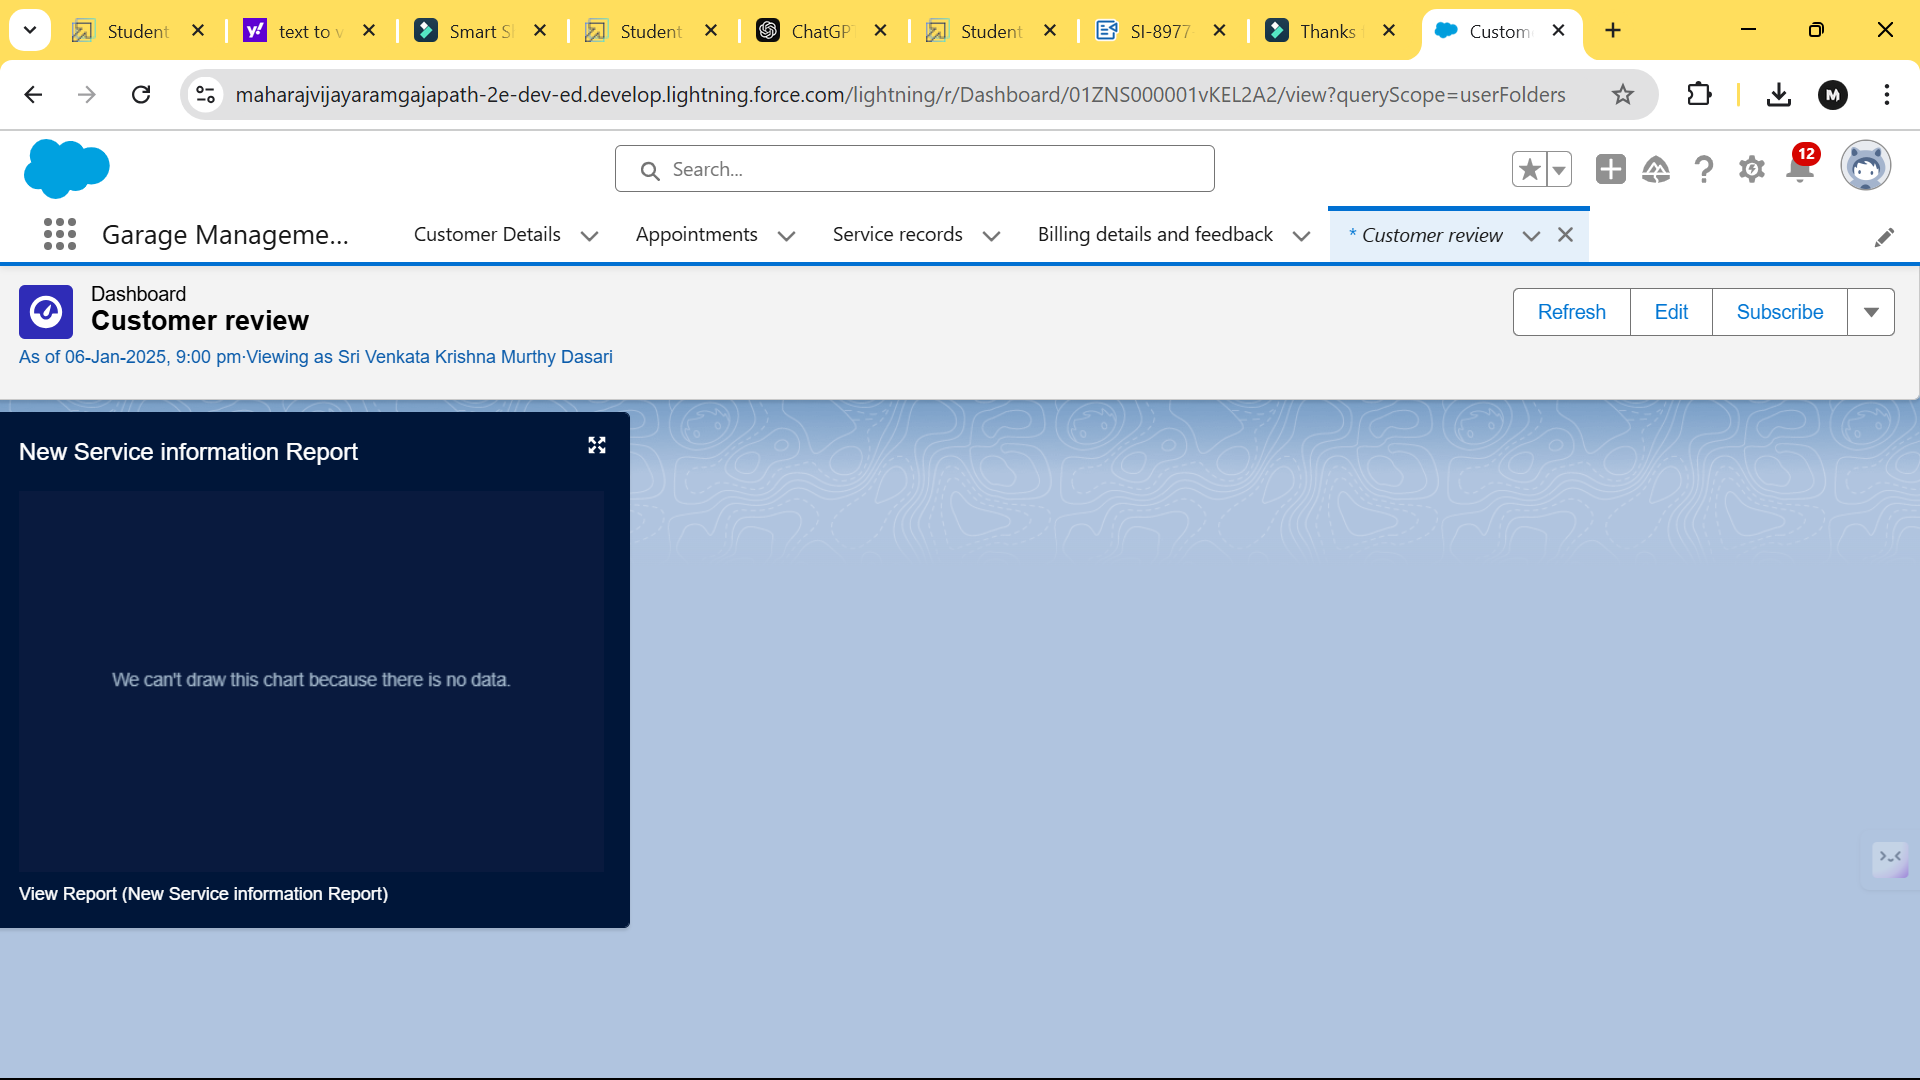 Student
text to v
Smart S
Student
ChatGPT
Student
SI-8977
Thanks
Custom
maharajvijayaramgajapath-2e-dev-ed.develop.lightning.force.com/lightning/r/Dashboard/01ZNS000001vKEL2A2/view?queryScope=userFolders
M
Search...
12
Garage Manageme...
Customer Details
Appointments
Service records
Billing details and feedback
* Customer review
Dashboard
Customer review
Refresh
Edit
Subscribe
As of 06-Jan-2025, 9:00 pm·Viewing as Sri Venkata Krishna Murthy Dasari
New Service information Report
We can't draw this chart because there is no data.
View Report (New Service information Report)